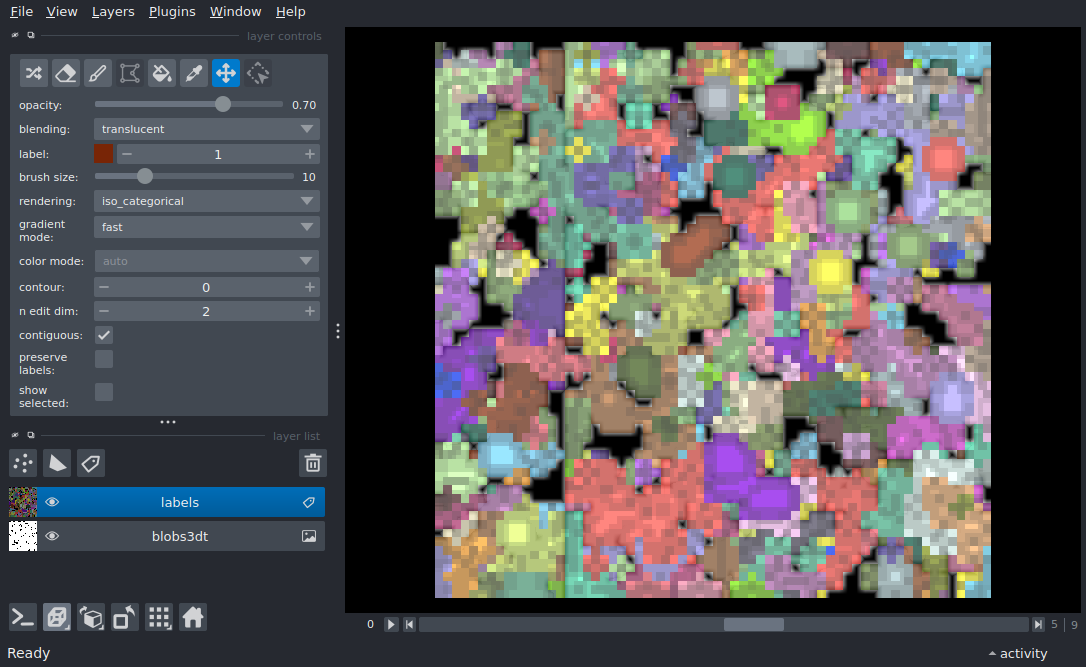 File View Layers Plugins Window Help
layer controls
opacity: 0.70
blending: translucent
label: 1
brush size: 10
rendering: iso_categorical
gradient
mode: fast
color mode: auto
contour: 0
n edit dim: 2
contiguous:
preserve
labels:
show
selected:
layer list
labels
blobs3dt
0 5 | 9
Ready activity